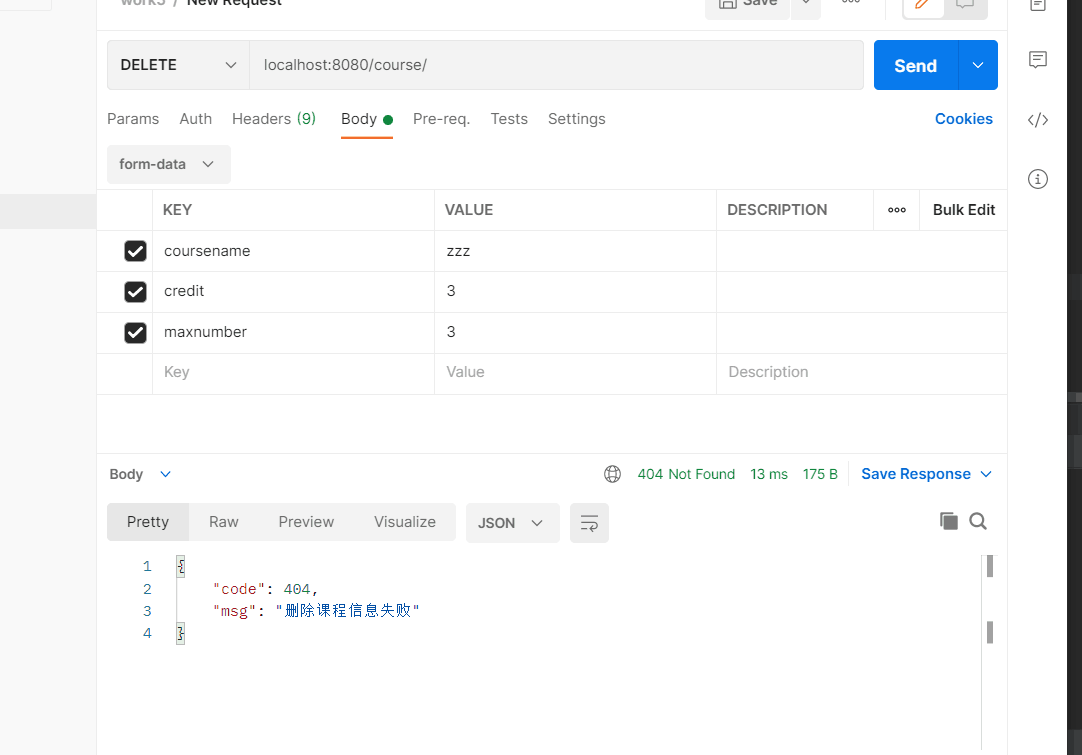 work5 / New Request
Save
DELETE
localhost:8080/course/
Send
Params Auth Headers (9) Body Pre-req. Tests Settings Cookies
form-data
KEY VALUE DESCRIPTION Bulk Edit
coursename zzz
credit 3
maxnumber 3
Key Value Description
Body 404 Not Found 13 ms 175 B Save Response
Pretty Raw Preview Visualize JSON
1 {
2 "code": 404,
3 "msg": "删除课程信息失败"
4 }